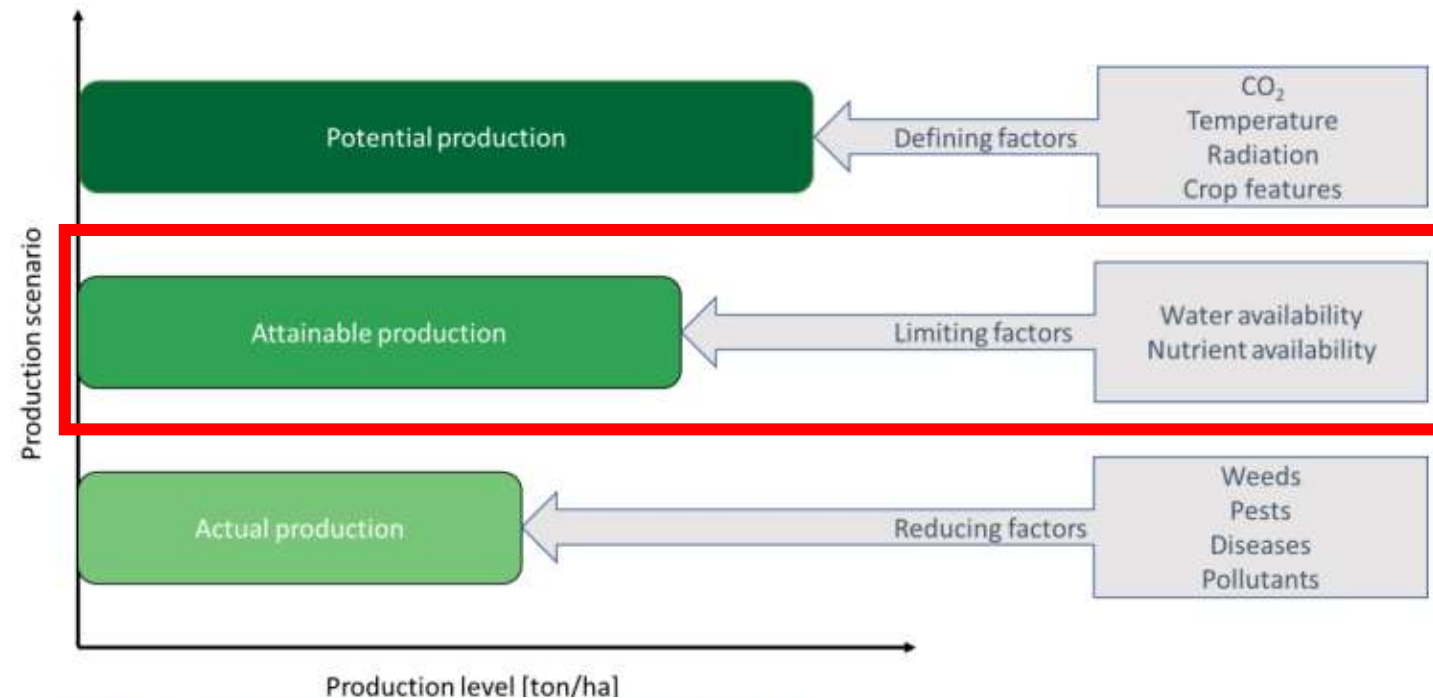 Production scenario
Potential production
Defining factors
CO₂
Temperature
Radiation
Crop features
Attainable production
Limiting factors
Water availability
Nutrient availability
Actual production
Reducing factors
Weeds
Pests
Diseases
Pollutants
Production level [ton/ha]